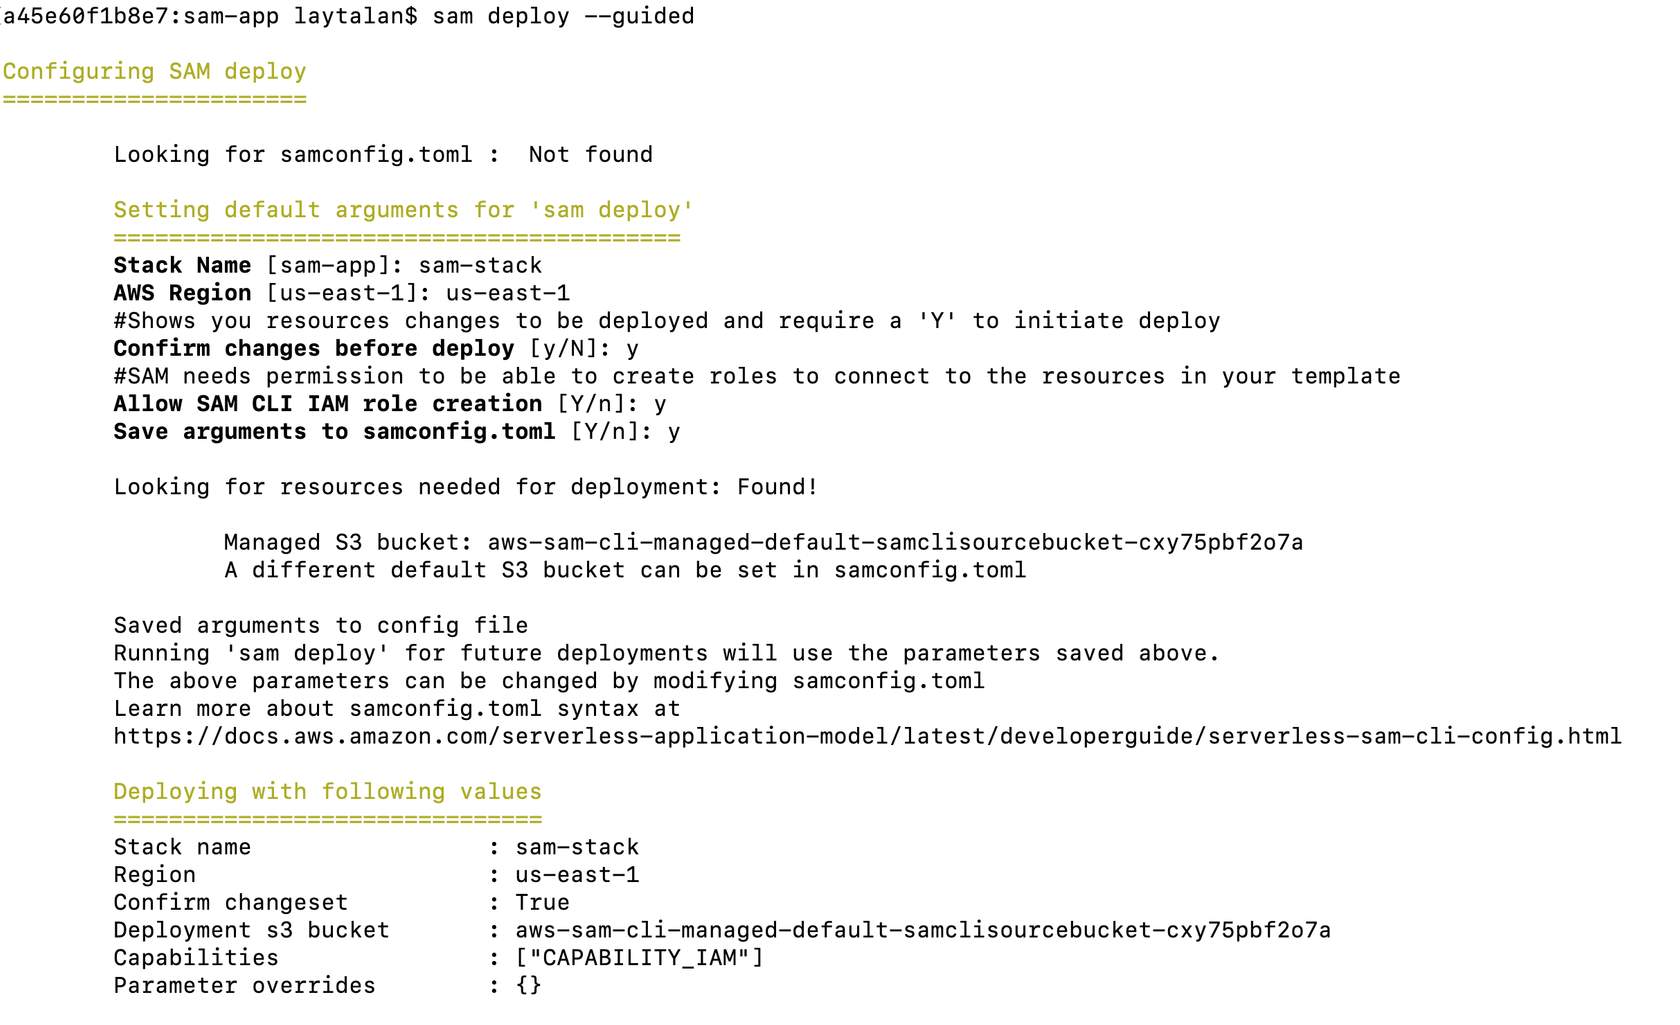 a45e60f1b8e7:sam-app laytalan$ sam deploy --guided
Configuring SAM deploy
======================
Looking for samconfig.toml :  Not found
Setting default arguments for 'sam deploy'
=========================================
Stack Name [sam-app]: sam-stack
AWS Region [us-east-1]: us-east-1
#Shows you resources changes to be deployed and require a 'Y' to initiate deploy
Confirm changes before deploy [y/N]: y
#SAM needs permission to be able to create roles to connect to the resources in your template
Allow SAM CLI IAM role creation [Y/n]: y
Save arguments to samconfig.toml [Y/n]: y
Looking for resources needed for deployment: Found!
Managed S3 bucket: aws-sam-cli-managed-default-samclisourcebucket-cxy75pbf2o7a
A different default S3 bucket can be set in samconfig.toml
Saved arguments to config file
Running 'sam deploy' for future deployments will use the parameters saved above.
The above parameters can be changed by modifying samconfig.toml
Learn more about samconfig.toml syntax at
https://docs.aws.amazon.com/serverless-application-model/latest/developerguide/serverless-sam-cli-config.html
Deploying with following values
===============================
Stack name                 : sam-stack
Region                     : us-east-1
Confirm changeset          : True
Deployment s3 bucket       : aws-sam-cli-managed-default-samclisourcebucket-cxy75pbf2o7a
Capabilities               : ["CAPABILITY_IAM"]
Parameter overrides        : {}